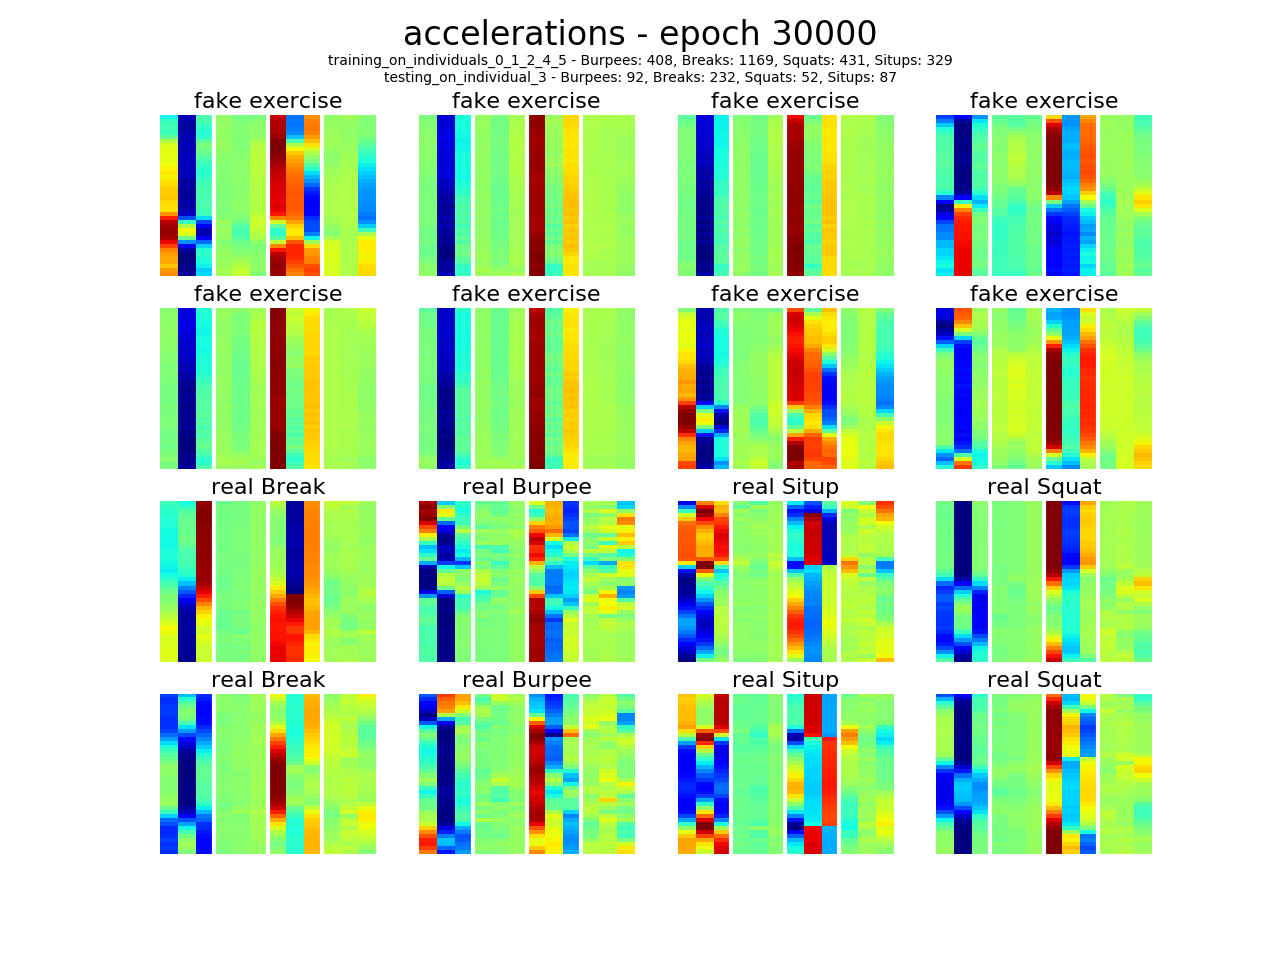 accelerations - epoch 30000
training_on_individuals_0_1_2_4_5 - Burpees: 408, Breaks: 1169, Squats: 431, Situps: 329
testing_on_individual_3 - Burpees: 92, Breaks: 232, Squats: 52, Situps: 87
fake exercise fake exercise fake exercise fake exercise
fake exercise fake exercise fake exercise fake exercise
real Break real Burpee real Situp real Squat
real Break real Burpee real Situp real Squat